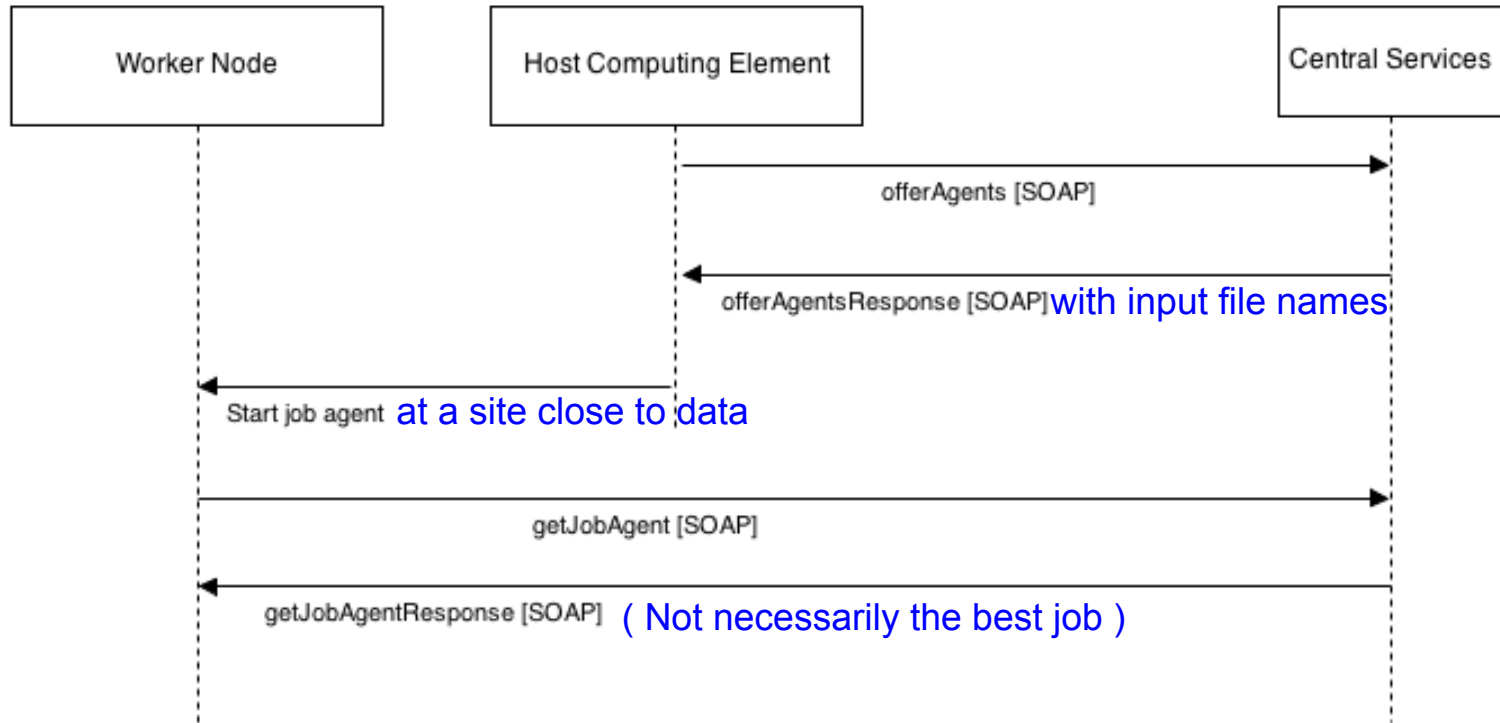 Worker Node
Host Computing Element
Central Services
offerAgents [SOAP]
offerAgentsResponse [SOAP] with input file names
Start job agent at a site close to data
getJobAgent [SOAP]
getJobAgentResponse [SOAP] ( Not necessarily the best job )